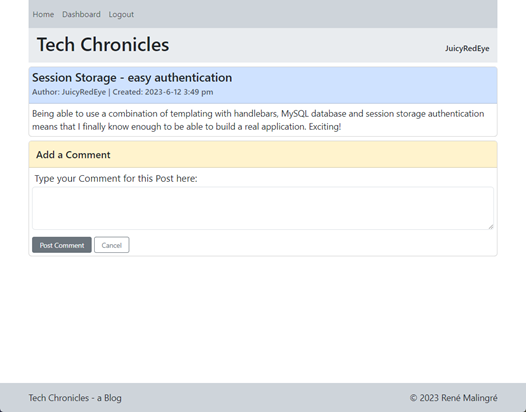 Home Dashboard Logout
Tech Chronicles
JuicyRedEye
Session Storage - easy authentication
Author: JuicyRedEye | Created: 2023-6-12 3:49 pm
Being able to use a combination of templating with handlebars, MySQL database and session storage authentication
means that I finally know enough to be able to build a real application. Exciting!
Add a Comment
Type your Comment for this Post here:
Post Comment Cancel
Tech Chronicles - a Blog
© 2023 René Malingré